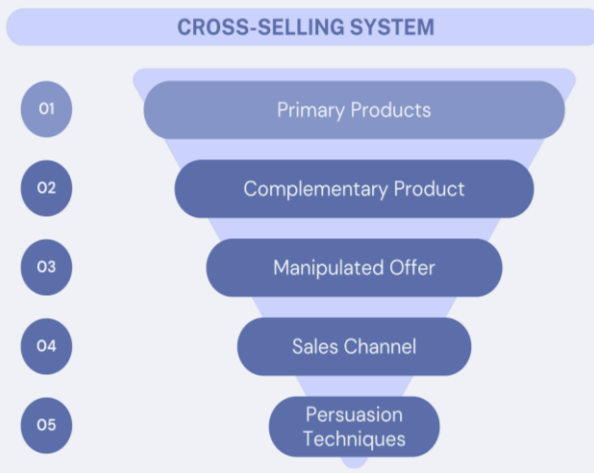 CROSS-SELLING SYSTEM
01
Primary Products
02
Complementary Product
03
Manipulated Offer
04
Sales Channel
05
Persuasion
Techniques